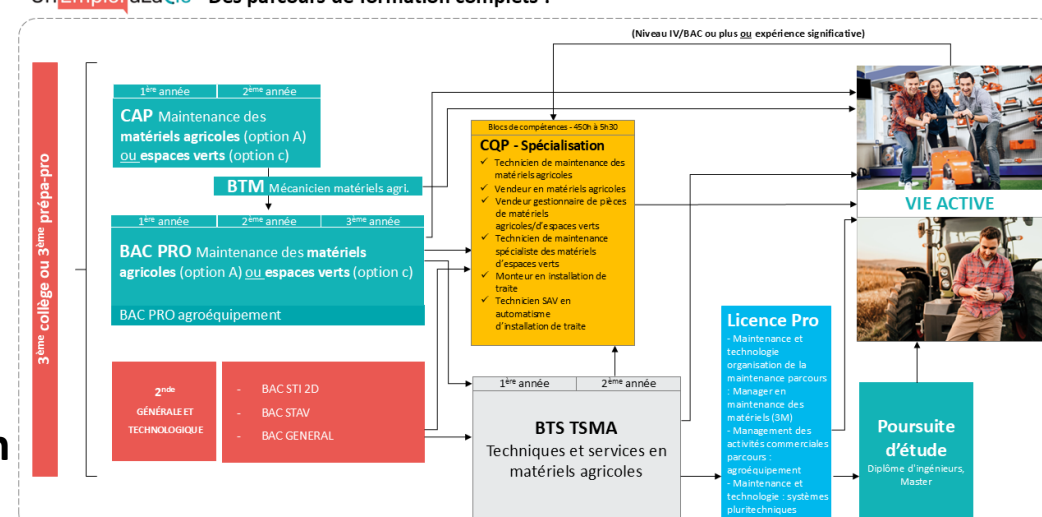 Des parcours de formation complets !
(Niveau IV/BAC ou plus ou expérience significative)
3ème collège ou 3ème prépa-pro
1ère année
2ème année
CAP Maintenance des
matériels agricoles (option A)
ou espaces verts (option c)
BTM Mécanicien matériels agri.
1ère année
2ème année
3ème année
BAC PRO Maintenance des matériels
agricoles (option A) ou espaces verts (option c)
BAC PRO agroéquipement
2nde
GÉNÉRALE ET
TECHNOLOGIQUE
- BAC STI 2D
- BAC STAV
- BAC GENERAL
Blocs de compétences - 450h à 5h30
CQP - Spécialisation
✓ Technicien de maintenance des
matériels agricoles
✓ Vendeur en matériels agricoles
✓ Vendeur gestionnaire de pièces
de matériels
agricoles/d'espaces verts
✓ Technicien de maintenance
spécialiste des matériels
d'espaces verts
✓ Monteur en installation de
traite
✓ Technicien SAV en
automatisme
d'installation de traite
1ère année
2ème année
BTS TSMA
Techniques et services en
matériels agricoles
Licence Pro
- Maintenance et
technologie
organisation de la
maintenance parcours
: Manager en
maintenance des
matériels (3M)
- Management des
activités commerciales
parcours :
agroéquipement
- Maintenance et
technologie : systèmes
pluritechniques
VIE ACTIVE
Poursuite
d'étude
Diplôme d'ingénieurs,
Master